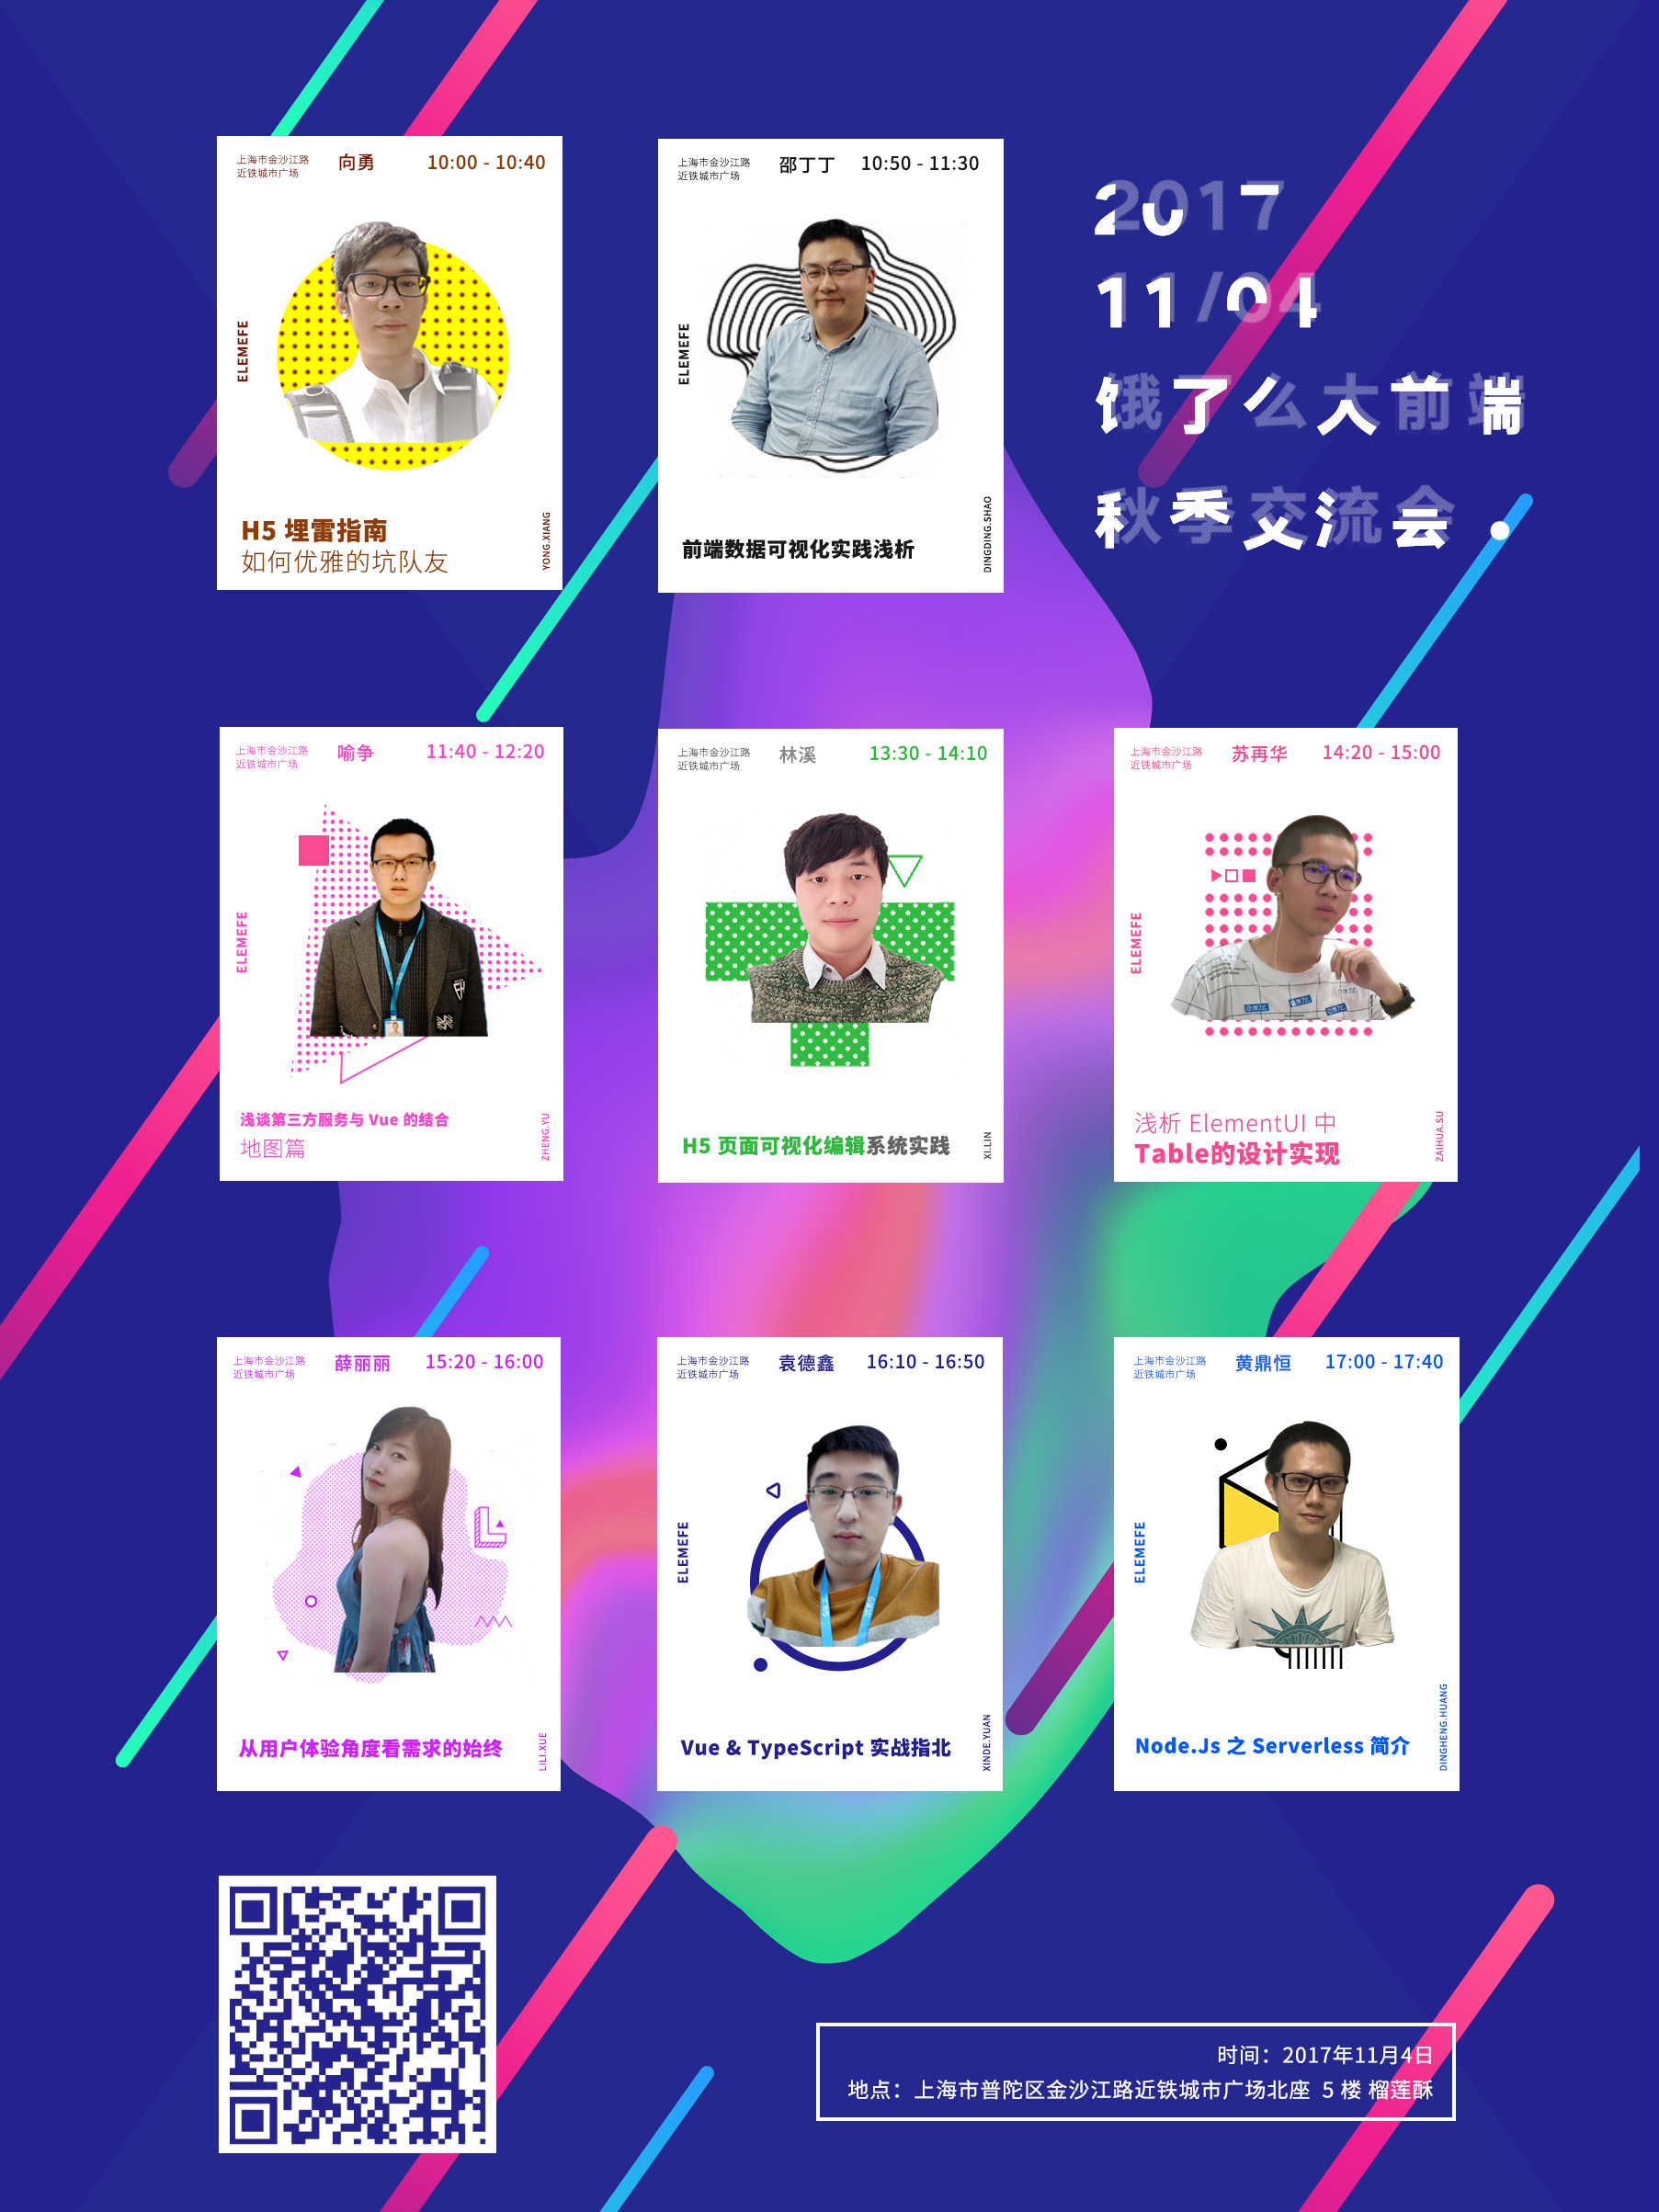 上海市金沙江路
近铁城市广场
向勇
10:00 - 10:40
ELEMEFE
H5 埋雷指南
如何优雅的坑队友
YONG.XIANG
上海市金沙江路
近铁城市广场
邵丁丁
10:50 - 11:30
ELEMEFE
前端数据可视化实践浅析
DINGDING.SHAO
2017
11/04
饿了么大前端
秋季交流会
上海市金沙江路
近铁城市广场
喻争
11:40 - 12:20
ELEMEFE
浅谈第三方服务与 Vue 的结合
地图篇
ZHENG.YU
上海市金沙江路
近铁城市广场
林溪
13:30 - 14:10
H5 页面可视化编辑系统实践
XI.LIN
上海市金沙江路
近铁城市广场
苏再华
14:20 - 15:00
ELEMEFE
浅析 ElementUI 中
Table的设计实现
ZAIHUA.SU
上海市金沙江路
近铁城市广场
薛丽丽
15:20 - 16:00
从用户体验角度看需求的始终
LILI.XUE
上海市金沙江路
近铁城市广场
袁德鑫
16:10 - 16:50
ELEMEFE
Vue & TypeScript 实战指北
XINDE.YUAN
上海市金沙江路
近铁城市广场
黄鼎恒
17:00 - 17:40
ELEMEFE
Node.Js 之 Serverless 简介
DINGHENG.HUANG
时间：2017年11月4日
地点：上海市普陀区金沙江路近铁城市广场北座 5 楼 榴莲酥